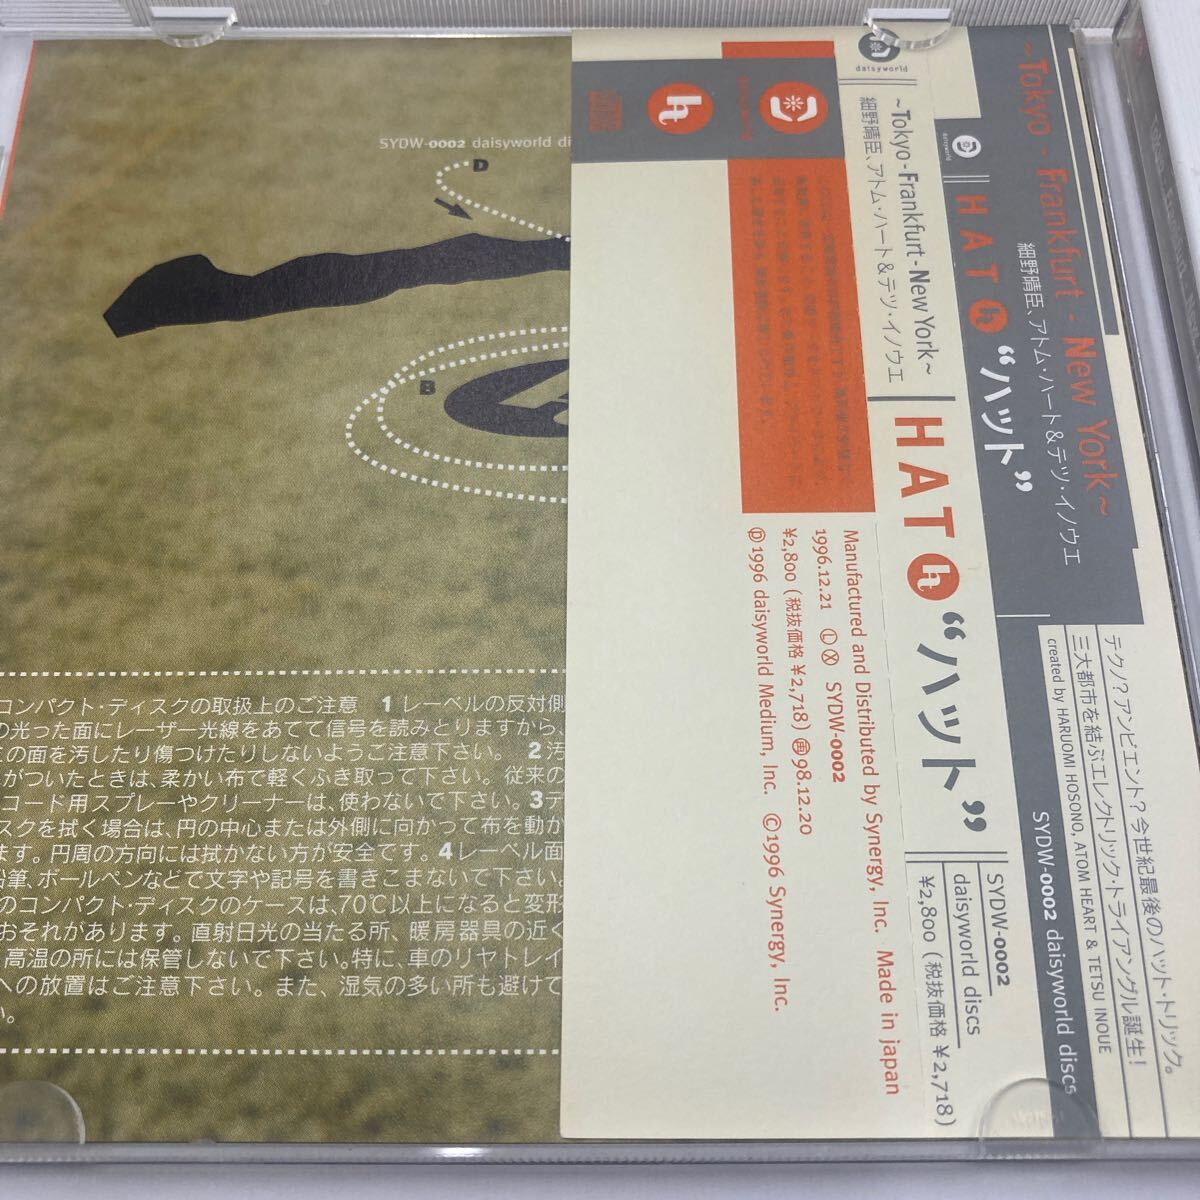 SYDW-0002 daisyworld di
D
B
コンパクト・ディスクの取扱上のご注意 1 レーベルの反対側
の光った面にレーザー光線をあてて信号を読みとりますから、
この面を汚したり傷つけたりしないようご注意下さい。 2 汚
がついたときは、柔かい布で軽くふき取って下さい。従来の
コード用スプレーやクリーナーは、使わないで下さい。3 デ
スクを拭く場合は、円の中心または外側に向かって布を動か
ます。円周の方向には拭かない方が安全です。4 レーベル面
鉛筆、ボールペンなどて文字や記号を書きこまないて下さい。
のコンパクト・ディスクのケースは、70℃以上になると変形
おそれがあります。直射日光の当たる所、暖房器具の近く
高温の所には保管しないで下さい。特に、車のリヤトレイ
への放置はご注意下さい。また、湿気の多い所も避けて
い。
h
Manufactured and Distributed by Synergy, Inc. Made in japan
1996.12.21 Ⓛ Ⓧ SYDW-0002
¥2,800 (税抜価格 ¥2,718) 98.12.20
Ⓟ 1996 daisyworld Medium, Inc. ©1996 Synergy, Inc.
daisyworld
~Tokyo-Frankfurt-New York~
細野晴臣、アトム・ハート&テツ・イノウエ
HAT h “ハット”
SYDW-0002
daisyworld discs
¥2,800 (税抜価格 ¥2,718)
~Tokyo - Frankfurt - New York~
細野晴臣、アトム・ハート&テツ・イノウエ
daisyworld
HAT h “ハット”
テクノ?アンビエント?今世紀最後のハット・トリック。
三大都市を結ぶエレクトリック・トライアングル誕生!
created by HARUOMI HOSONO, ATOM HEART & TETSU INOUE
SYDW-0002 daisyworld discs